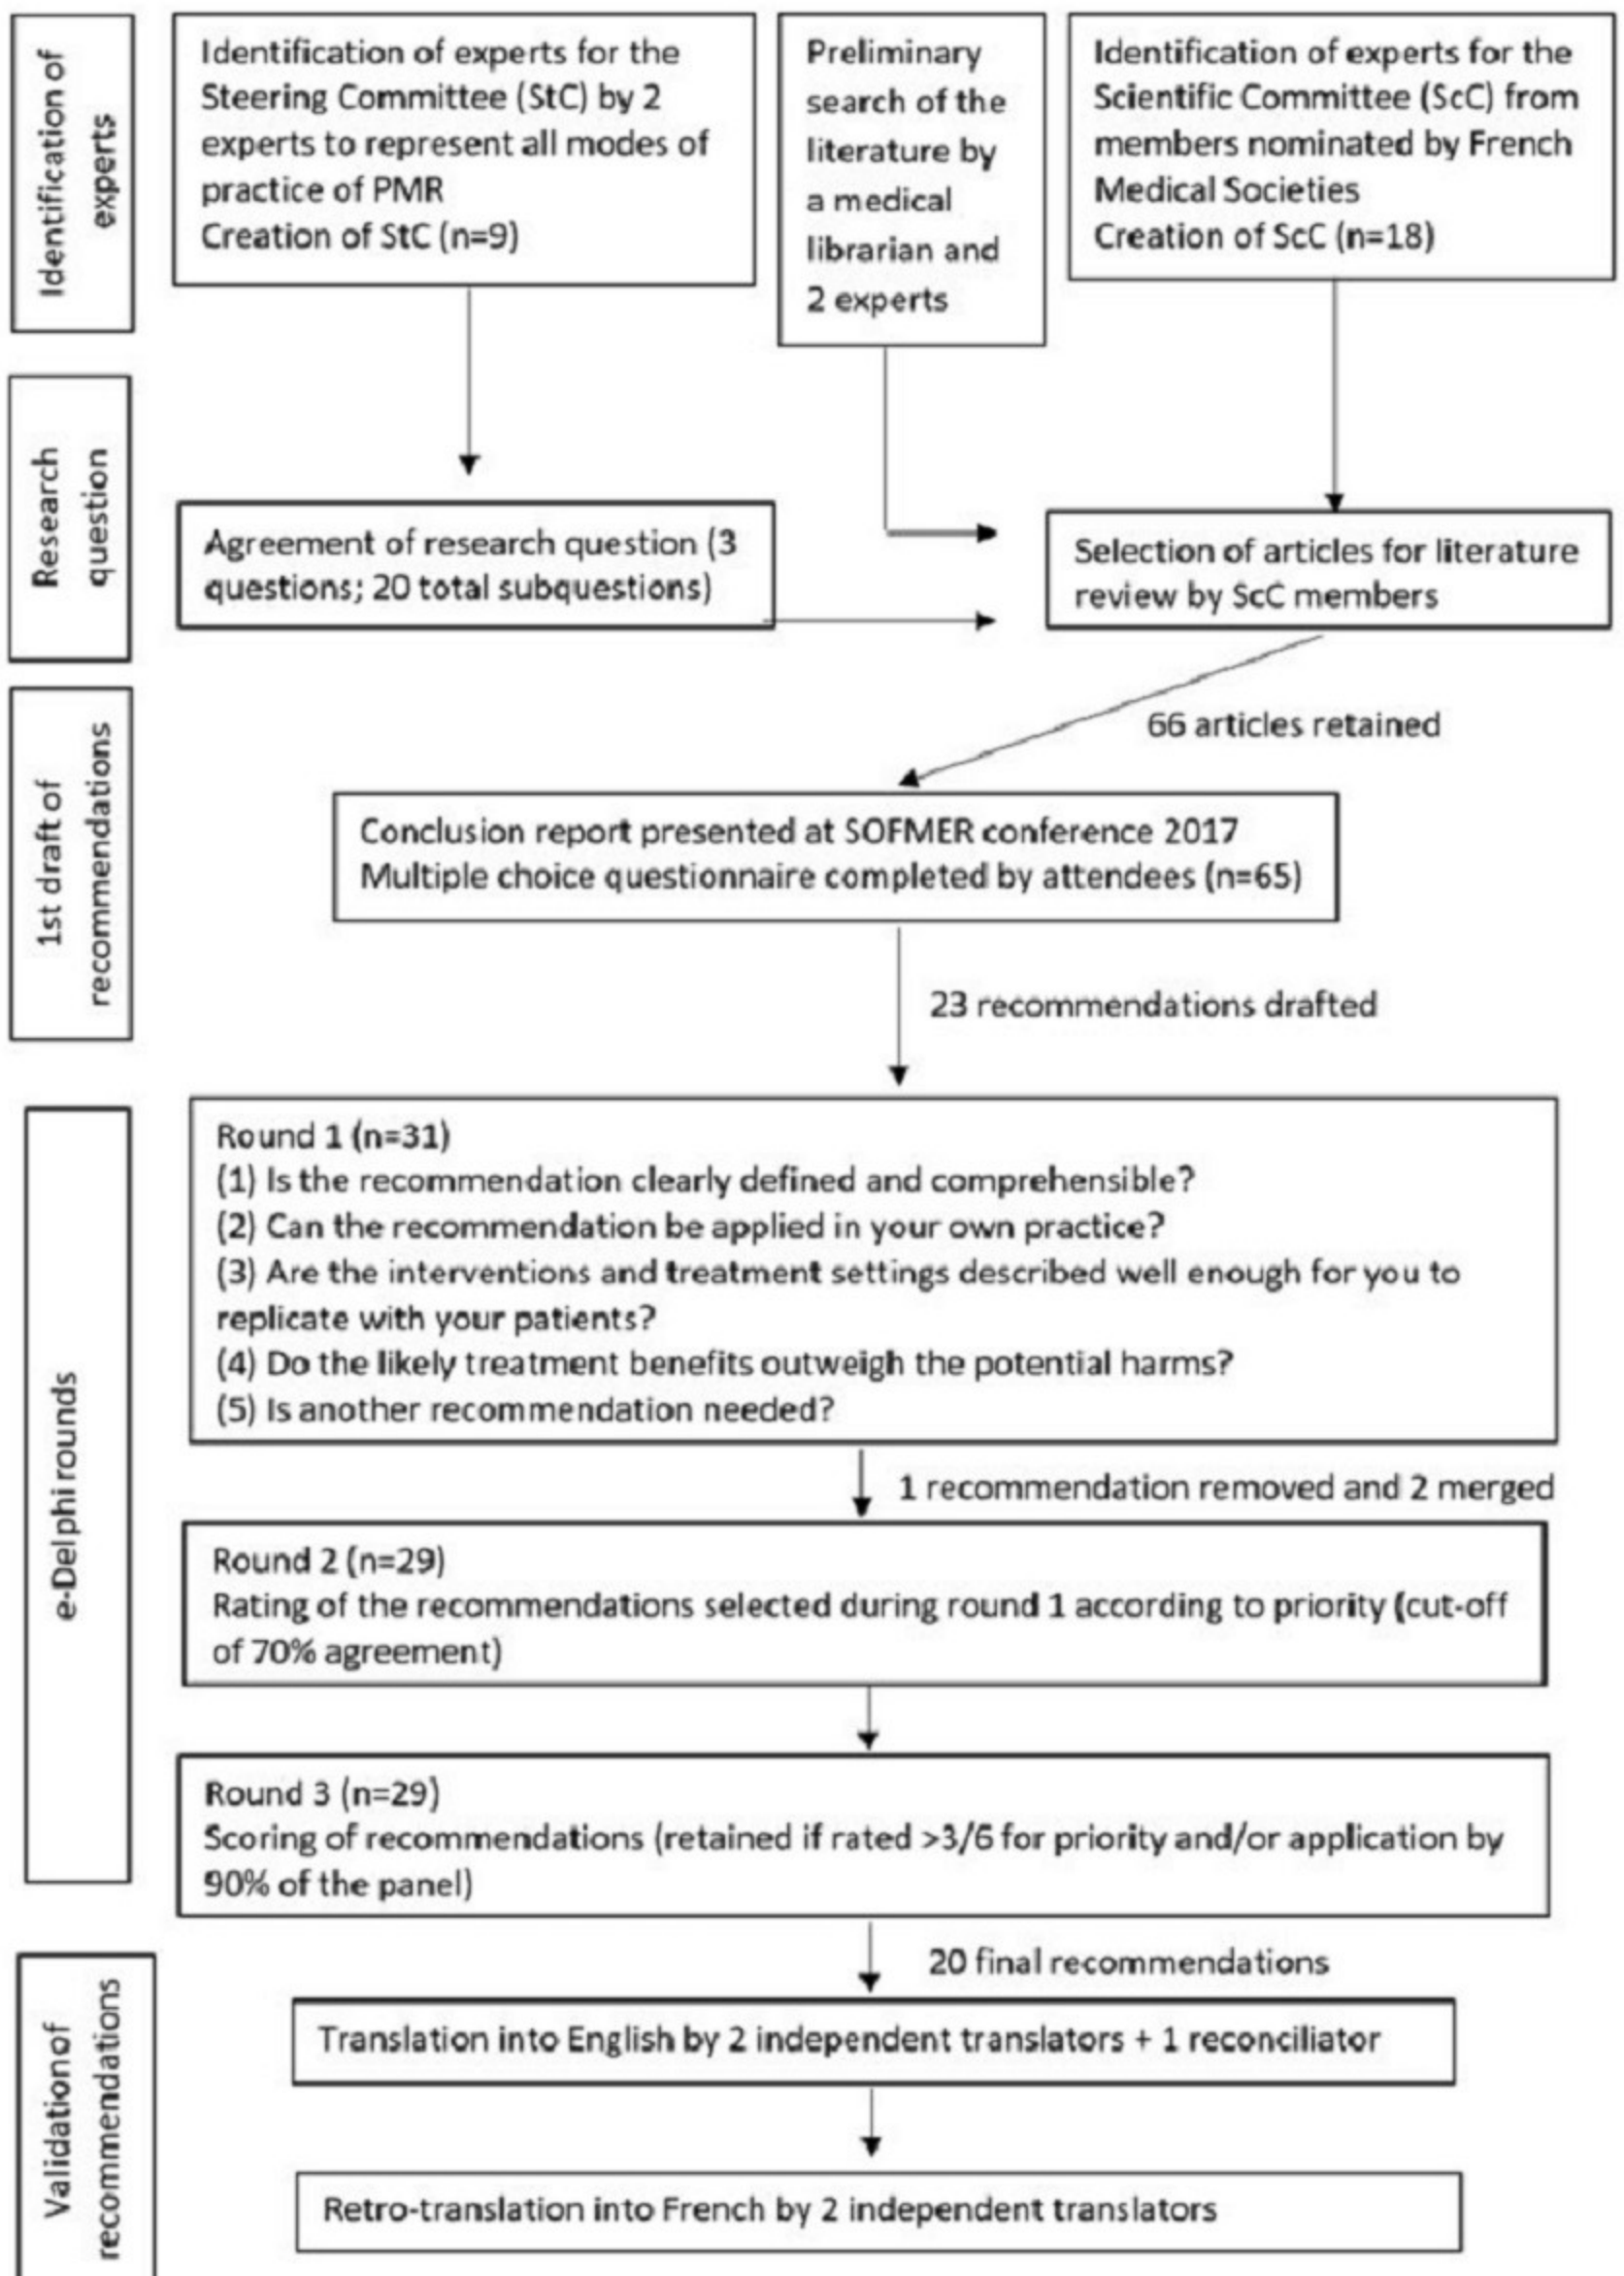 Identification of
experts
Identification of experts for the
Steering Committee (StC) by 2
experts to represent all modes of
practice of PMR
Creation of StC (n=9)
Preliminary
search of the
literature by
a medical
librarian and
2 experts
Identification of experts for the
Scientific Committee (ScC) from
members nominated by French
Medical Societies
Creation of ScC (n=18)
Research
question
Agreement of research question (3
questions; 20 total subquestions)
Selection of articles for literature
review by ScC members
66 articles retained
1st draft of
recommendations
Conclusion report presented at SOFMER conference 2017
Multiple choice questionnaire completed by attendees (n=65)
23 recommendations drafted
e-Delphi rounds
Round 1 (n=31)
(1) Is the recommendation clearly defined and comprehensible?
(2) Can the recommendation be applied in your own practice?
(3) Are the interventions and treatment settings described well enough for you to
replicate with your patients?
(4) Do the likely treatment benefits outweigh the potential harms?
(5) Is another recommendation needed?
1 recommendation removed and 2 merged
Round 2 (n=29)
Rating of the recommendations selected during round 1 according to priority (cut-off
of 70% agreement)
Round 3 (n=29)
Scoring of recommendations (retained if rated >3/6 for priority and/or application by
90% of the panel)
20 final recommendations
Validation of
recommendations
Translation into English by 2 independent translators + 1 reconciliator
Retro-translation into French by 2 independent translators